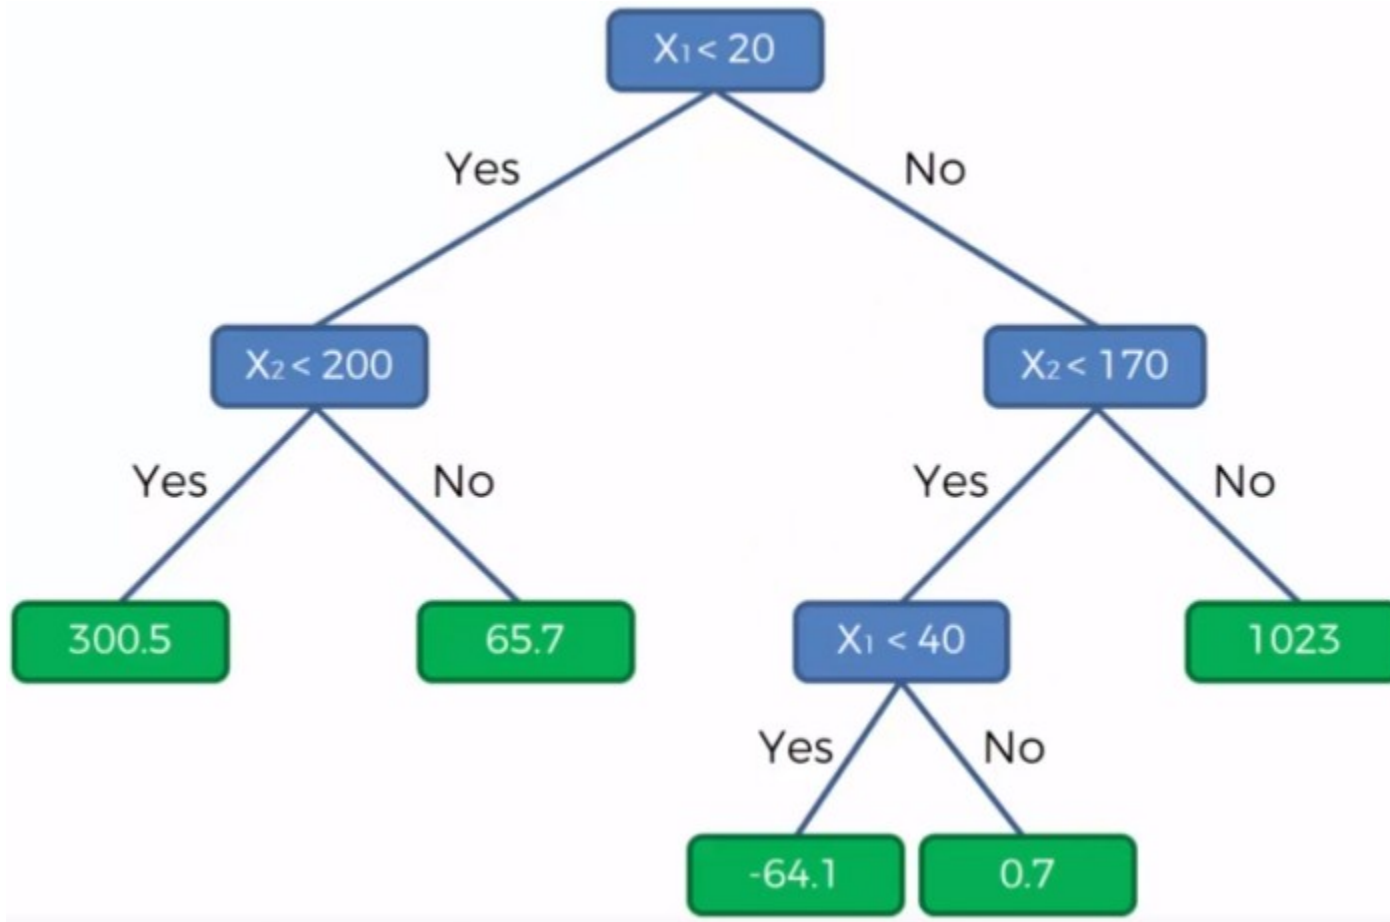 X₁ < 20
Yes
No
X₂ < 200
X₂ < 170
Yes
No
Yes
No
300.5
65.7
X₁ < 40
1023
Yes
No
-64.1
0.7